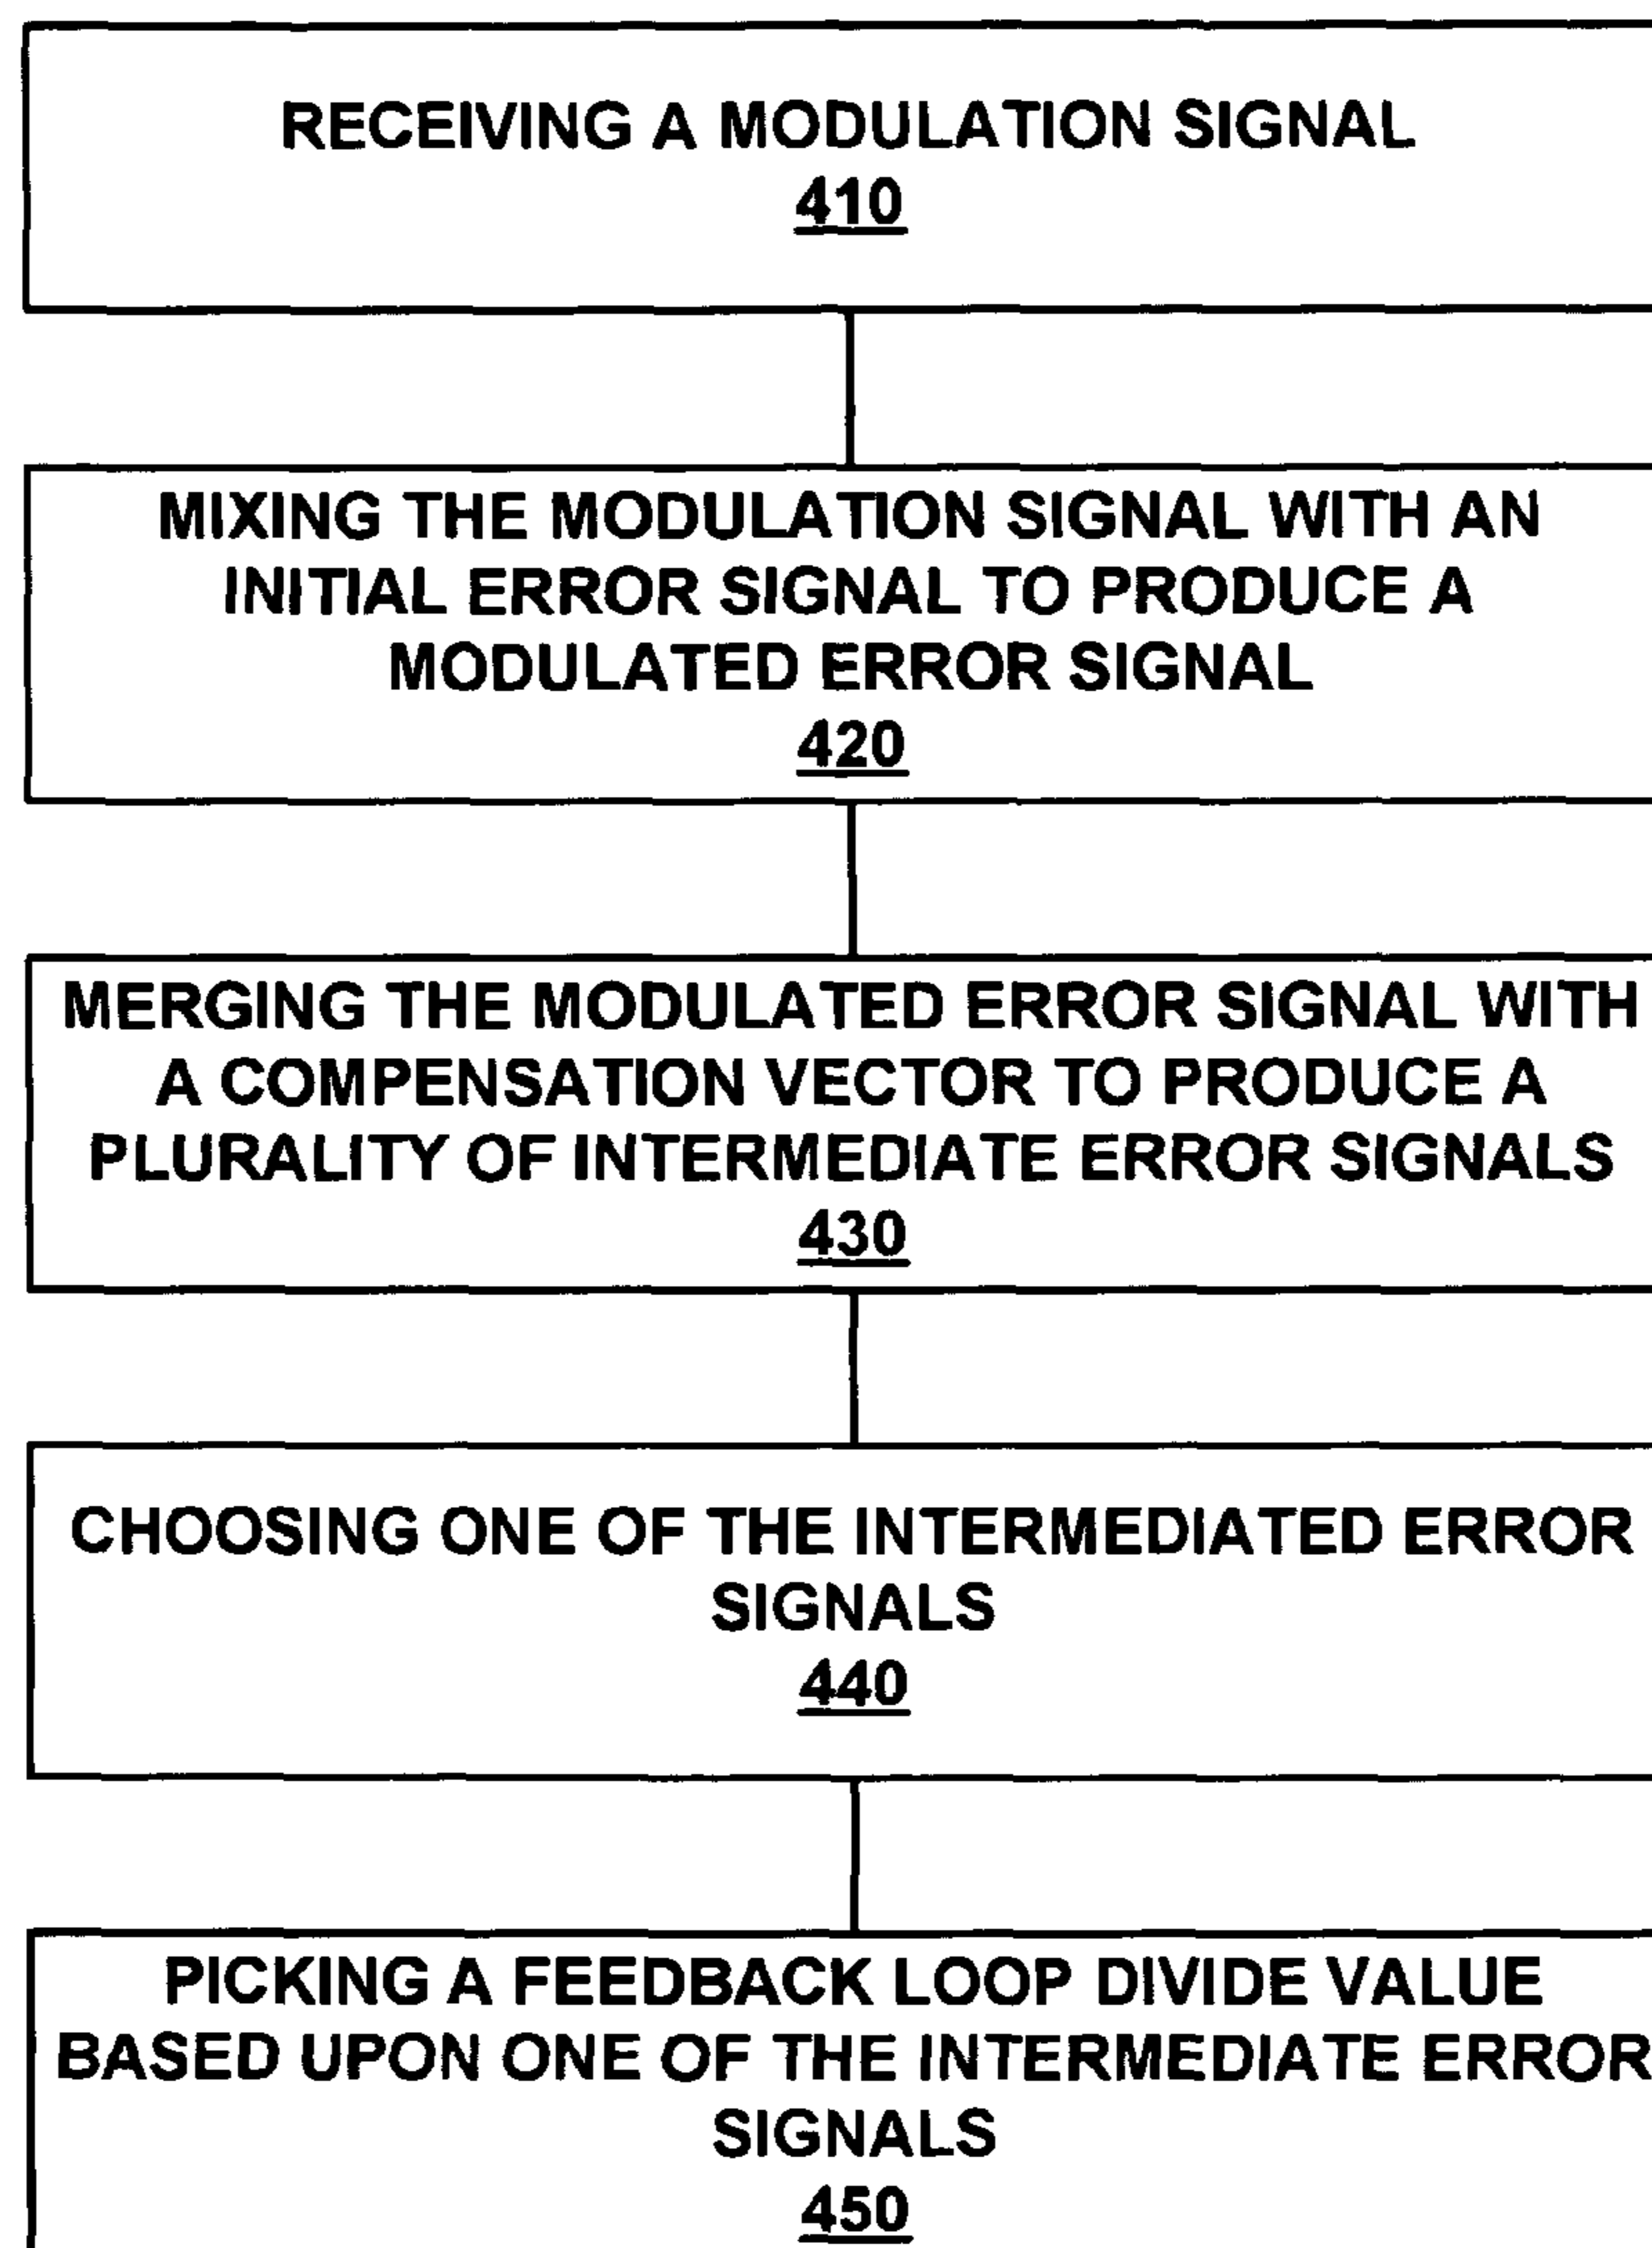 RECEIVING A MODULATION SIGNAL
410
MIXING THE MODULATION SIGNAL WITH AN
INITIAL ERROR SIGNAL TO PRODUCE A
MODULATED ERROR SIGNAL
420
MERGING THE MODULATED ERROR SIGNAL WITH
A COMPENSATION VECTOR TO PRODUCE A
PLURALITY OF INTERMEDIATE ERROR SIGNALS
430
CHOOSING ONE OF THE INTERMEDIATED ERROR
SIGNALS
440
PICKING A FEEDBACK LOOP DIVIDE VALUE
BASED UPON ONE OF THE INTERMEDIATE ERROR
SIGNALS
450